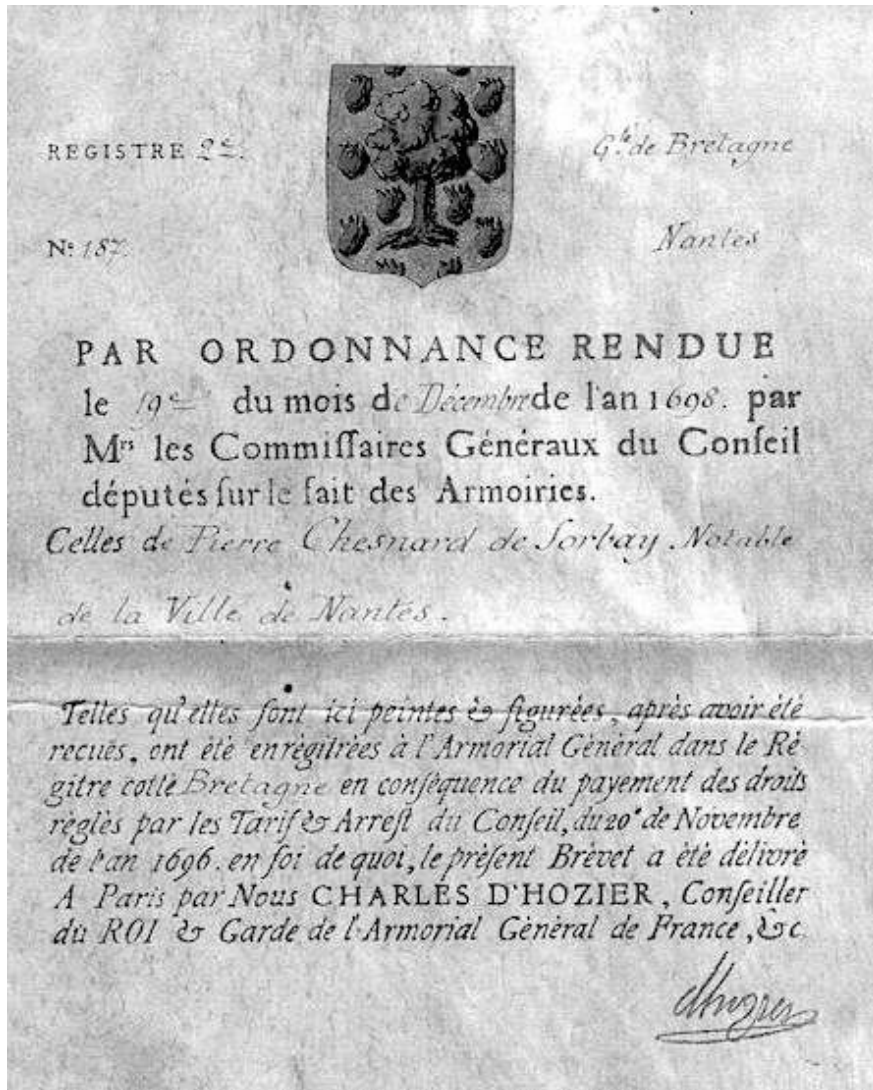 REGISTRE 2e.
Glté de Bretagne
No: 187.
Nantes
PAR ORDONNANCE RENDUE
le 19e du mois de Décembre de l'an 1698. par
Mrs les Commiſſaires Généraux du Conſeil
députés ſur le fait des Armoiries.
Celles de Pierre Chesnard de Sorbay, Notable
de la Ville de Nantes.
Telles qu'elles ſont ici peintes & figurées, après avoir été
recuës, ont été enrégitrées à l'Armorial Général dans le Ré
gitre cotté Bretagne en conſéquence du payement des droits
règlés par les Tarif & Arreſt du Conſeil, du 20e de Novembre
de l'an 1696. en foi de quoi, le préſent Brévet a été délivré
A Paris par Nous CHARLES D'HOZIER, Conſeiller
du ROI & Garde de l'Armorial Général de France, &c.